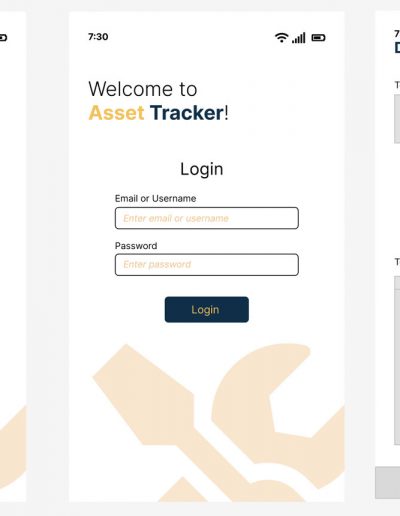 7:30
Welcome to
Asset Tracker!
Login
Email or Username
Enter email or username
Password
Enter password
Login